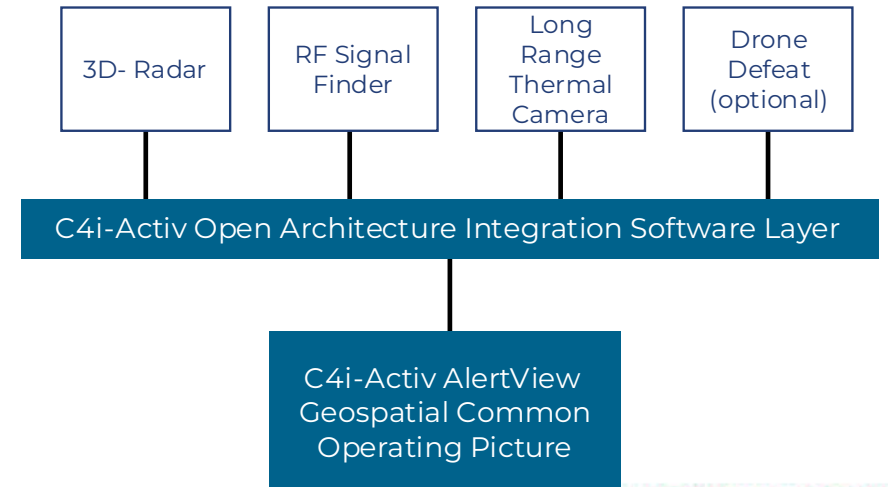 3D- Radar
RF Signal
Finder
Long
Range
Thermal
Camera
Drone
Defeat
(optional)
C4i-Activ Open Architecture Integration Software Layer
C4i-Activ AlertView
Geospatial Common
Operating Picture